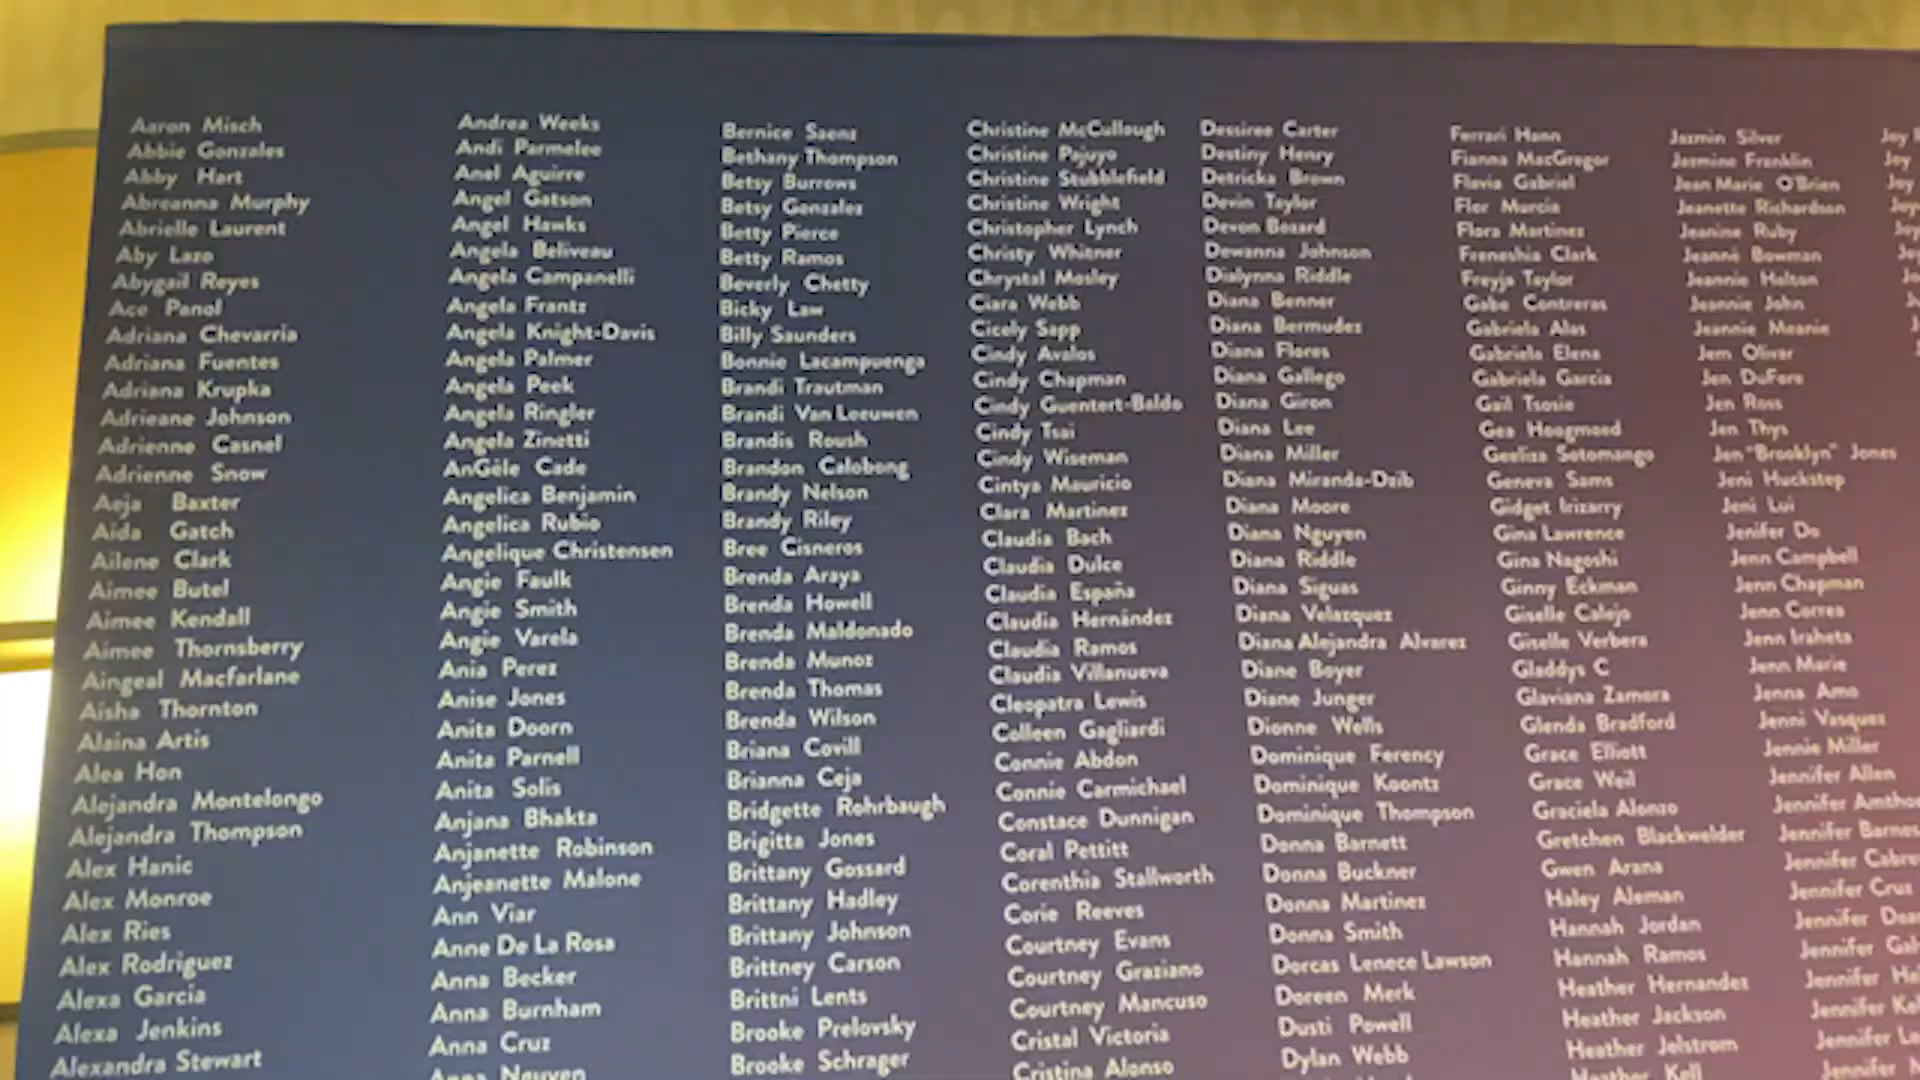 Aaron Misch
Abbie Gonzales
Abby Hart
Abreanna Murphy
Abrielle Laurent
Aby Lazo
Abygail Reyes
Ace Panol
Adriana Chevarria
Adriana Fuentes
Adriana Krupka
Adrieane Johnson
Adrienne Casnel
Adrienne Snow
Aeja Baxter
Aida Gatch
Ailene Clark
Aimee Butel
Aimee Kendall
Aimee Thornsberry
Aingeal Macfarlane
Aisha Thornton
Alaina Artis
Alea Hon
Alejandra Montelongo
Alejandra Thompson
Alex Hanic
Alex Monroe
Alex Ries
Alex Rodriguez
Alexa Garcia
Alexa Jenkins
Alexandra Stewart
Andrea Weeks
Andi Parmelee
Anel Aguirre
Angel Gatson
Angel Hawks
Angela Beliveau
Angela Campanelli
Angela Frantz
Angela Knight-Davis
Angela Palmer
Angela Peek
Angela Ringler
Angela Zinetti
AnGèle Cade
Angelica Benjamin
Angelica Rubio
Angelique Christensen
Angie Faulk
Angie Smith
Angie Varela
Ania Perez
Anise Jones
Anita Doorn
Anita Parnell
Anita Solis
Anjana Bhakta
Anjanette Robinson
Anjeanette Malone
Ann Viar
Anne De La Rosa
Anna Becker
Anna Burnham
Anna Cruz
Anna Nguyen
Bernice Saenz
Bethany Thompson
Betsy Burrows
Betsy Gonzalez
Betty Pierce
Betty Ramos
Beverly Chetty
Bicky Law
Billy Saunders
Bonnie Lacampuenga
Brandi Trautman
Brandi Van Leeuwen
Brandis Roush
Brandon Calobong
Brandy Nelson
Brandy Riley
Bree Cisneros
Brenda Araya
Brenda Howell
Brenda Maldonado
Brenda Munoz
Brenda Thomas
Brenda Wilson
Briana Covill
Brianna Ceja
Bridgette Rohrbaugh
Brigitta Jones
Brittany Gossard
Brittany Hadley
Brittany Johnson
Brittney Carson
Brittni Lents
Brooke Prelovsky
Brooke Schrager
Christine McCullough
Christine Pajuyo
Christine Stubblefield
Christine Wright
Christopher Lynch
Christy Whitner
Chrystal Mosley
Ciara Webb
Cicely Sapp
Cindy Avalos
Cindy Chapman
Cindy Guentert-Baldo
Cindy Tsai
Cindy Wiseman
Cintya Mauricio
Clara Martinez
Claudia Bach
Claudia Dulce
Claudia España
Claudia Hernández
Claudia Ramos
Claudia Villanueva
Cleopatra Lewis
Colleen Gagliardi
Connie Abdon
Connie Carmichael
Constace Dunnigan
Coral Pettitt
Corenthia Stallworth
Corie Reeves
Courtney Evans
Courtney Graziano
Courtney Mancuso
Cristal Victoria
Cristina Alonso
Dessiree Carter
Destiny Henry
Detricka Brown
Devin Taylor
Devon Bozard
Dewanna Johnson
Dialynna Riddle
Diana Benner
Diana Bermudez
Diana Flores
Diana Gallego
Diana Giron
Diana Lee
Diana Miller
Diana Miranda-Dzib
Diana Moore
Diana Nguyen
Diana Riddle
Diana Siguas
Diana Velazquez
Diana Alejandra Alvarez
Diane Boyer
Diane Junger
Dionne Wells
Dominique Ferency
Dominique Koontz
Dominique Thompson
Donna Barnett
Donna Buckner
Donna Martinez
Donna Smith
Dorcas Lenece Lawson
Doreen Merk
Dusti Powell
Dylan Webb
Ferrari Hann
Fianna MacGregor
Flavia Gabriel
Flor Murcia
Flora Martinez
Freneshia Clark
Freyja Taylor
Gabe Contreras
Gabriela Alas
Gabriela Elena
Gabriela Garcia
Gail Tsosie
Gea Hoogmoed
Geeliza Sotomango
Geneva Sams
Gidget Irizarry
Gina Lawrence
Gina Nagoshi
Ginny Eckman
Giselle Calejo
Giselle Verbera
Gladdys C
Glaviana Zamora
Glenda Bradford
Grace Elliott
Grace Weil
Graciela Alonzo
Gretchen Blackwelder
Gwen Arana
Haley Aleman
Hannah Jordan
Hannah Ramos
Heather Hernandez
Heather Jackson
Heather Jelstrom
Heather Kell
Jazmin Silver
Jazmine Franklin
Jean Marie O'Brien
Jeanette Richardson
Jeanine Ruby
Jeanné Bowman
Jeannie Holton
Jeannie John
Jeannie Meanie
Jem Oliver
Jen DuFore
Jen Ross
Jen Thys
Jen "Brooklyn" Jones
Jeni Huckstep
Jeni Lui
Jenifer Do
Jenn Campbell
Jenn Chapman
Jenn Correa
Jenn Iraheta
Jenn Marie
Jenna Amo
Jenni Vasquez
Jennie Miller
Jennifer Allen
Jennifer
Jennifer
Jennifer
Jennifer Cruz
Jennifer
Jennifer
Jennifer
Jennifer
Jennifer
Jennifer
Joy
Joy
Joy